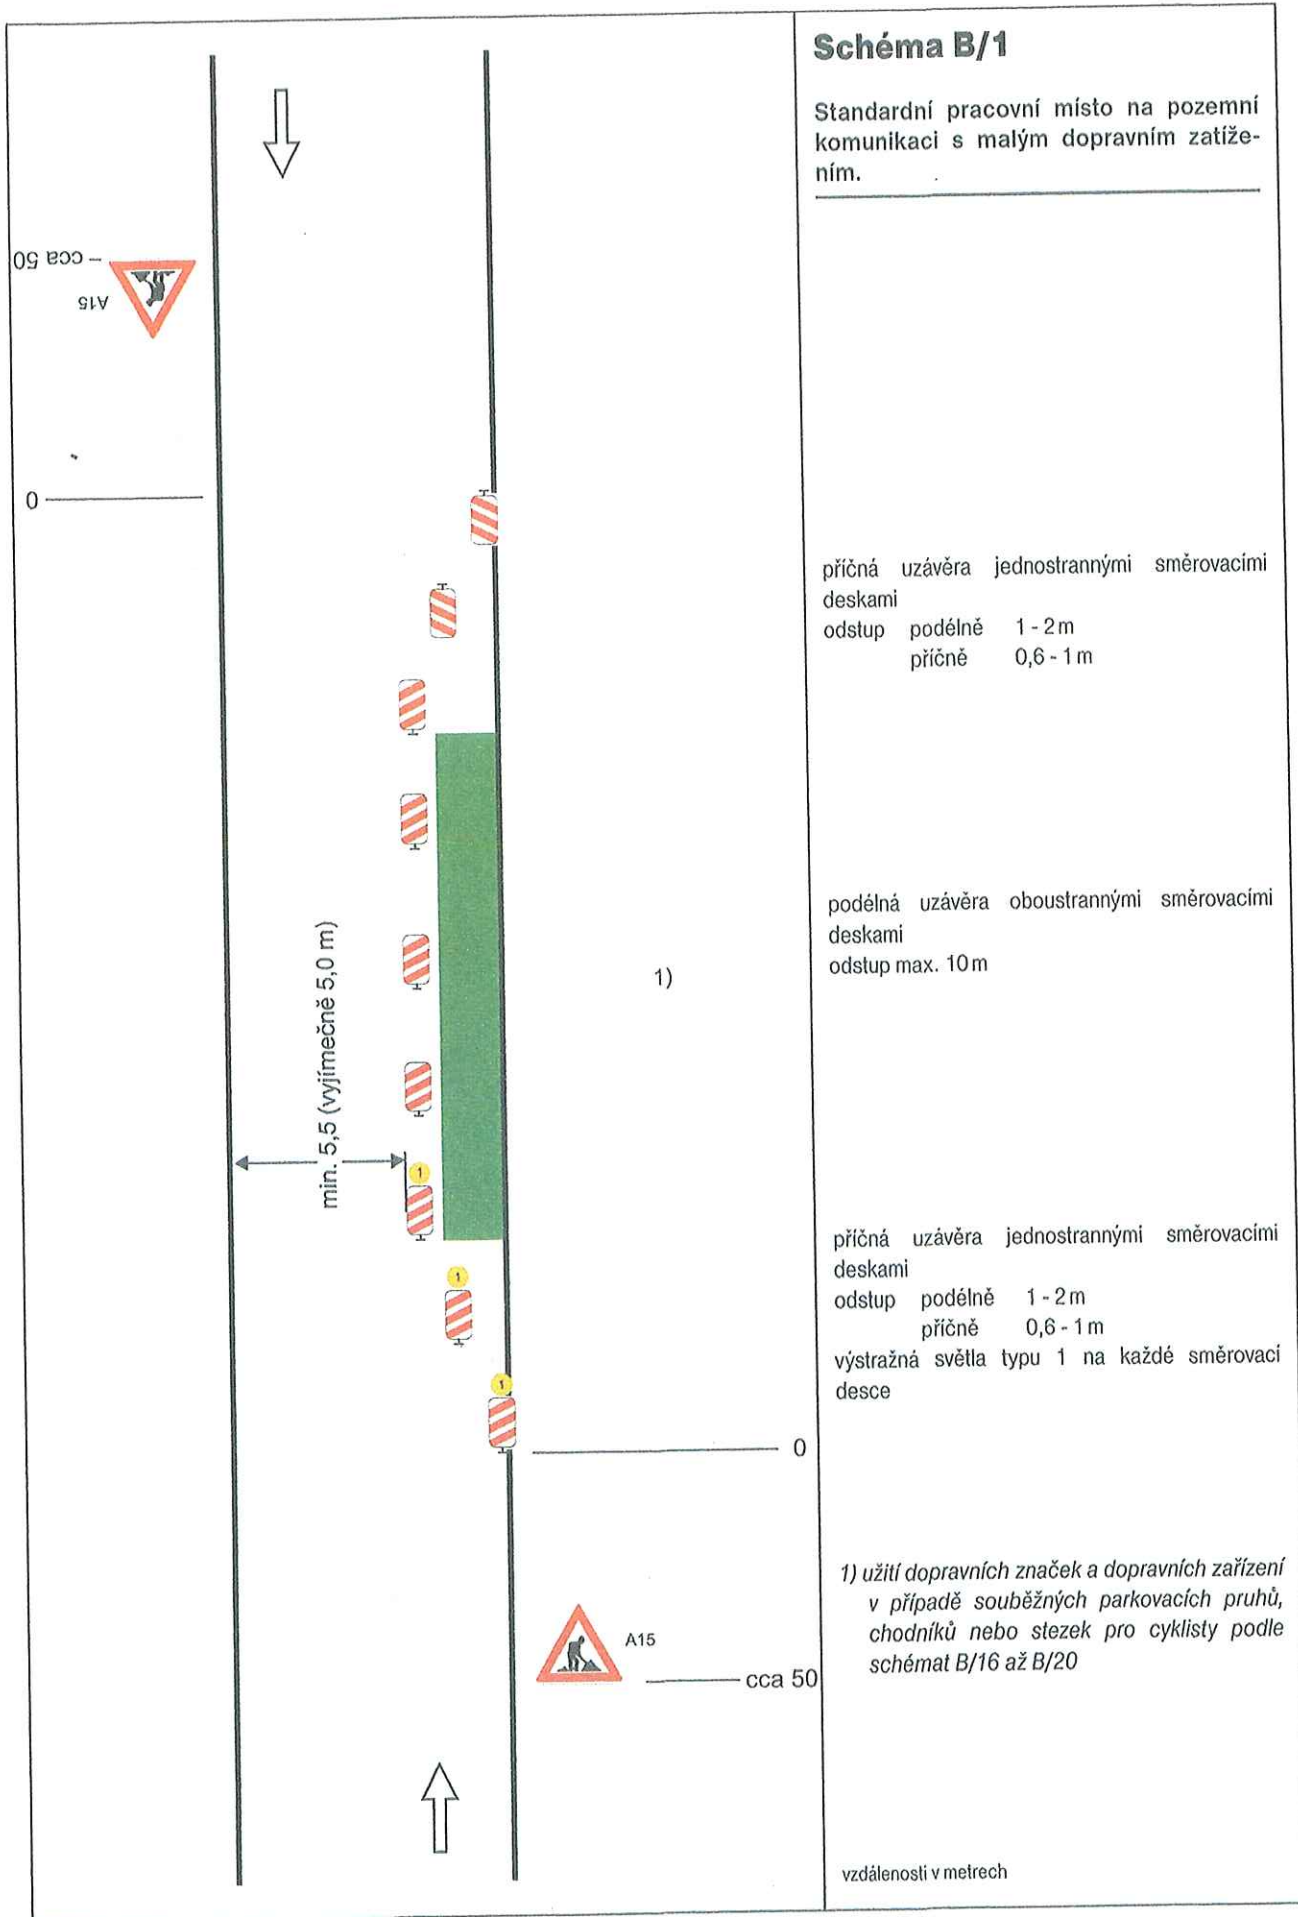 Schéma B/1
Standardní pracovní místo na pozemní
komunikaci s malým dopravním zatíže-
ním.
cca 50
A15
0
příčná uzávěra jednostrannými směrovacími
deskami
odstup podélně 1 - 2 m
příčně 0,6 - 1 m
podélná uzávěra oboustrannými směrovacími
deskami
odstup max. 10 m
1)
min. 5,5 (vyjímečně 5,0 m)
1
1
1
příčná uzávěra jednostrannými směrovacími
deskami
odstup podélně 1 - 2 m
příčně 0,6 - 1 m
výstražná světla typu 1 na každé směrovací
desce
0
1) užití dopravních značek a dopravních zařízení
v případě souběžných parkovacích pruhů,
chodníků nebo stezek pro cyklisty podle
schémat B/16 až B/20
A15
cca 50
vzdálenosti v metrech